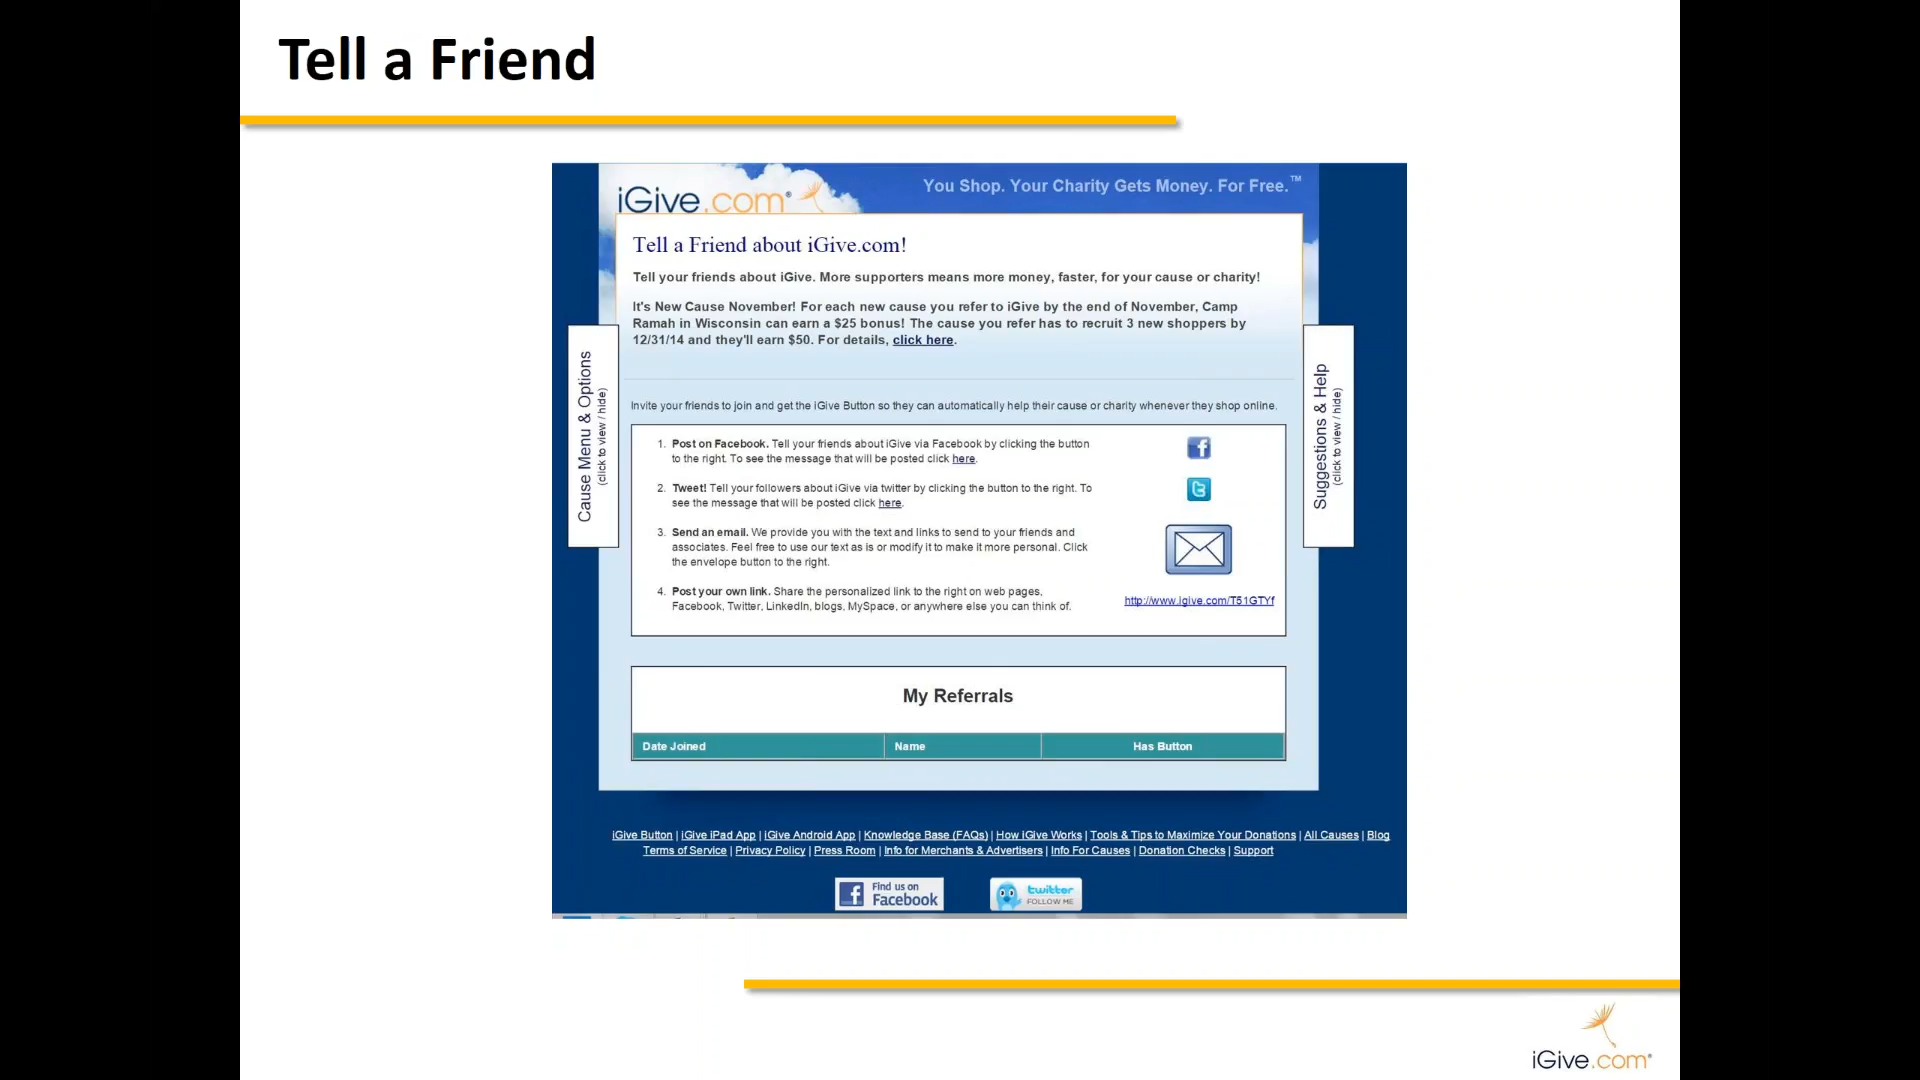 Tell a Friend
iGive.com®
You Shop. Your Charity Gets Money. For Free.™
Tell a Friend about iGive.com!
Tell your friends about iGive. More supporters means more money, faster, for your cause or charity!
It's New Cause November! For each new cause you refer to iGive by the end of November, Camp
Ramah in Wisconsin can earn a $25 bonus! The cause you refer has to recruit 3 new shoppers by
12/31/14 and they'll earn $50. For details, click here.
Cause Menu & Options
(click to view / hide)
Suggestions & Help
(click to view / hide)
Invite your friends to join and get the iGive Button so they can automatically help their cause or charity whenever they shop online.
1. Post on Facebook. Tell your friends about iGive via Facebook by clicking the button
to the right. To see the message that will be posted click here.
2. Tweet! Tell your followers about iGive via twitter by clicking the button to the right. To
see the message that will be posted click here.
3. Send an email. We provide you with the text and links to send to your friends and
associates. Feel free to use our text as is or modify it to make it more personal. Click
the envelope button to the right.
4. Post your own link. Share the personalized link to the right on web pages,
Facebook, Twitter, LinkedIn, blogs, MySpace, or anywhere else you can think of.
http://www.igive.com/T51GTYf
My Referrals
Date Joined Name Has Button
iGive Button | iGive iPad App | iGive Android App | Knowledge Base (FAQs) | How iGive Works | Tools & Tips to Maximize Your Donations | All Causes | Blog
Terms of Service | Privacy Policy | Press Room | Info for Merchants & Advertisers | Info For Causes | Donation Checks | Support
Find us on
Facebook
twitter
FOLLOW ME
iGive.com®